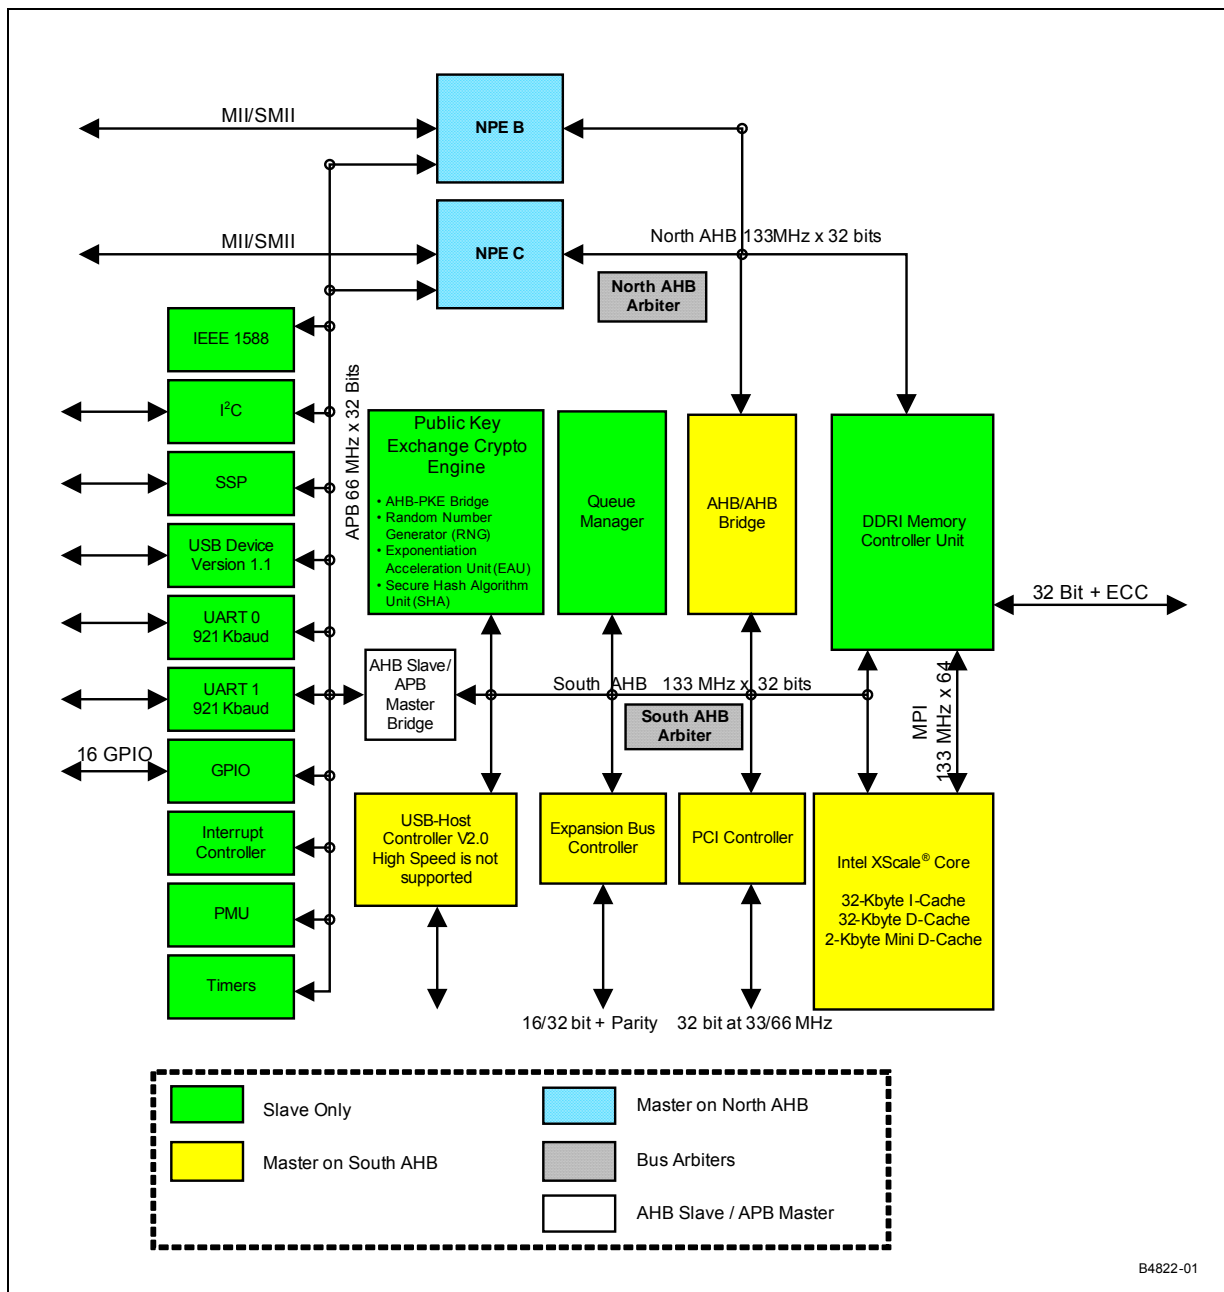 MII/SMII
NPE B
MII/SMII
NPE C
North AHB 133MHz x 32 bits
North AHB
Arbiter
IEEE 1588
I²C
SSP
USB Device
Version 1.1
UART 0
921 Kbaud
UART 1
921 Kbaud
16 GPIO
GPIO
Interrupt
Controller
PMU
Timers
APB 66 MHz x 32 Bits
Public Key
Exchange Crypto
Engine
• AHB-PKE Bridge
• Random Number
Generator (RNG)
• Exponentiation
Acceleration Unit (EAU)
• Secure Hash Algorithm
Unit (SHA)
Queue
Manager
AHB/AHB
Bridge
DDRI Memory
Controller Unit
32 Bit + ECC
AHB Slave/
APB
Master
Bridge
South AHB 133 MHz x 32 bits
South AHB
Arbiter
MPI
133 MHz x 64
USB-Host
Controller V2.0
High Speed is not
supported
Expansion Bus
Controller
PCI Controller
Intel XScale® Core
32-Kbyte I-Cache
32-Kbyte D-Cache
2-Kbyte Mini D-Cache
16/32 bit + Parity
32 bit at 33/66 MHz
Slave Only
Master on North AHB
Master on South AHB
Bus Arbiters
AHB Slave / APB Master
B4822-01